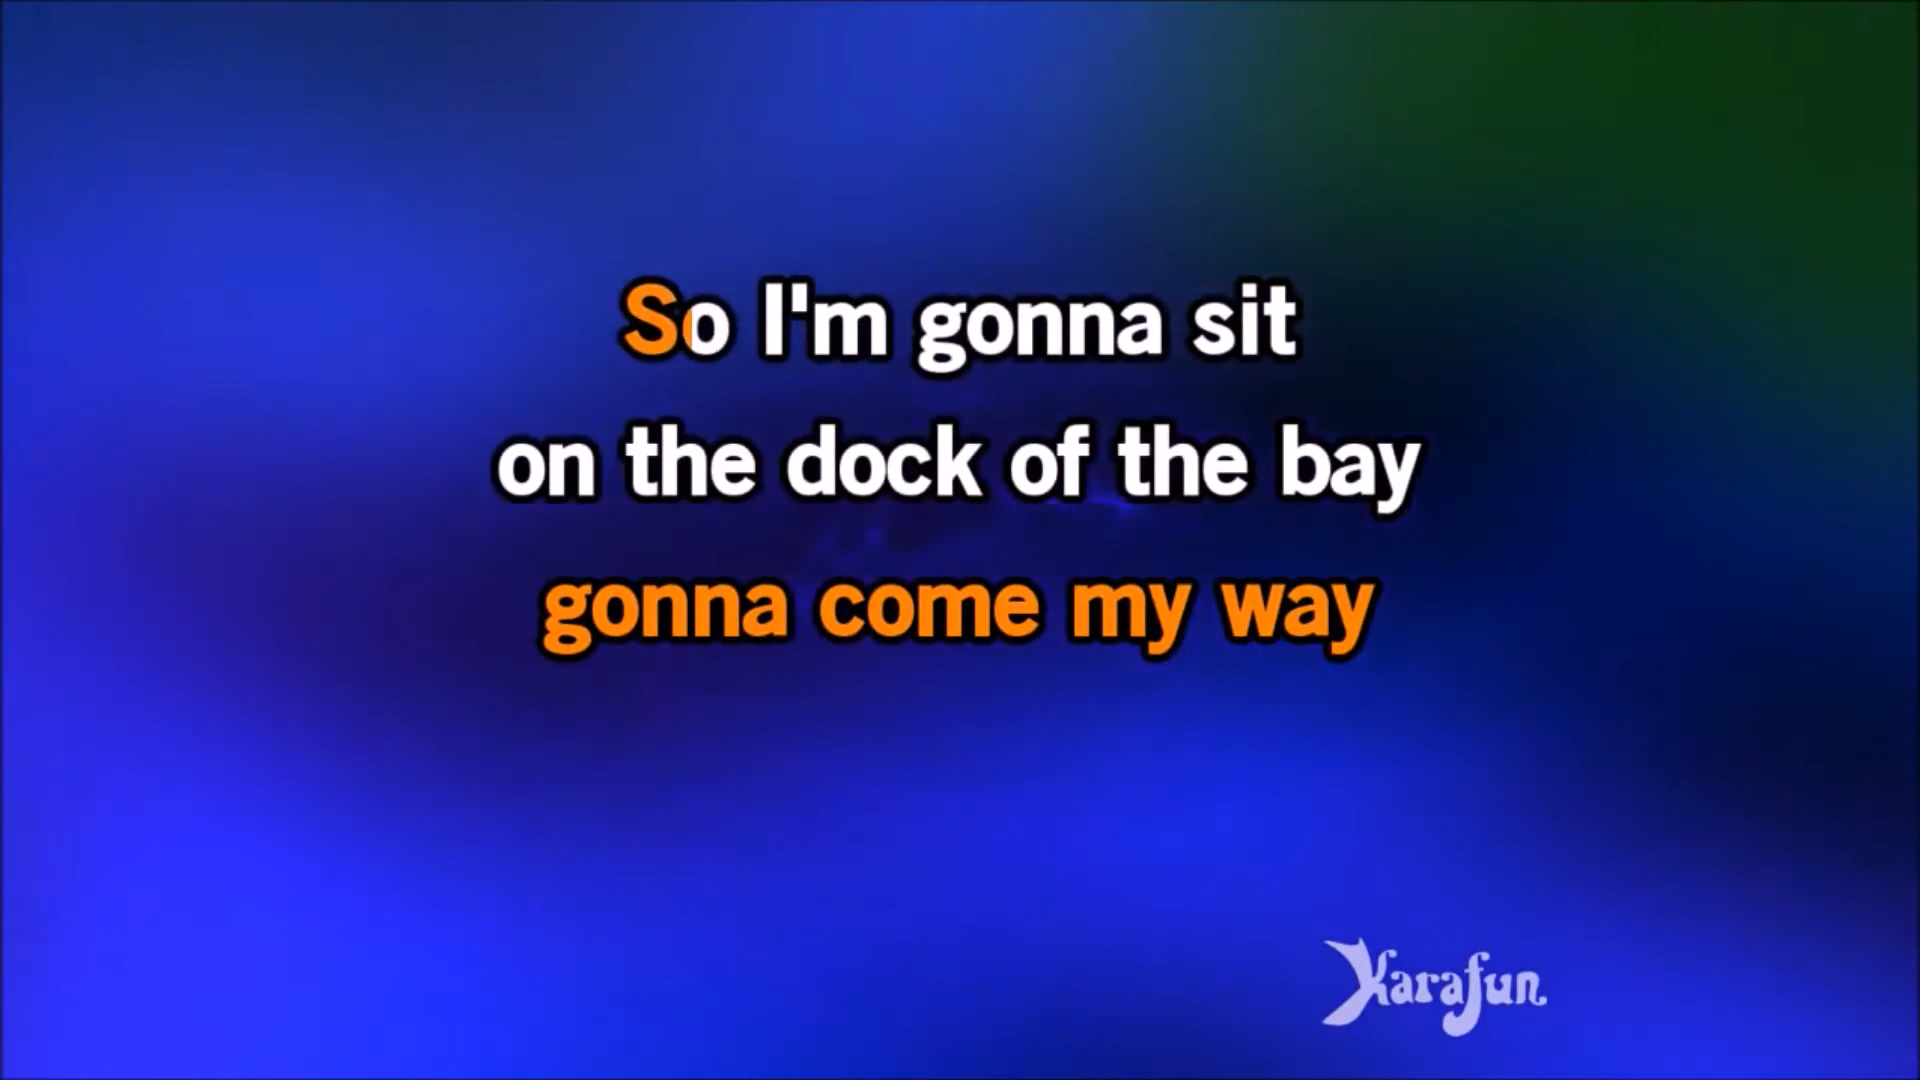 So I'm gonna sit
on the dock of the bay
gonna come my way
Karafun